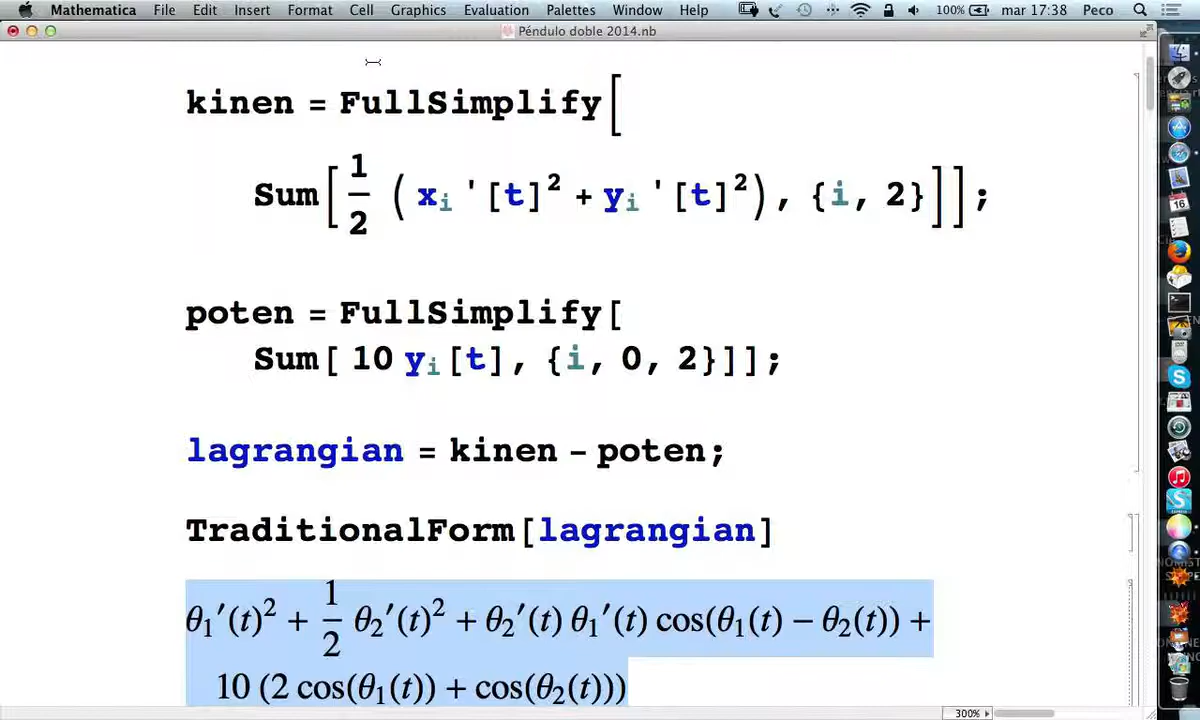 Mathematica File Edit Insert Format Cell Graphics Evaluation Palettes Window Help 100% mar 17:38 Peco
Péndulo doble 2014.nb
kinen = FullSimplify[
Sum[1/2 (xᵢ'[t]² + yᵢ'[t]²), {i, 2}]];
poten = FullSimplify[
Sum[ 10 yᵢ[t], {i, 0, 2}]];
lagrangian = kinen - poten;
TraditionalForm[lagrangian]
θ₁′(t)² + 1/2 θ₂′(t)² + θ₂′(t) θ₁′(t) cos(θ₁(t) − θ₂(t)) +
10 (2 cos(θ₁(t)) + cos(θ₂(t)))
300%
16